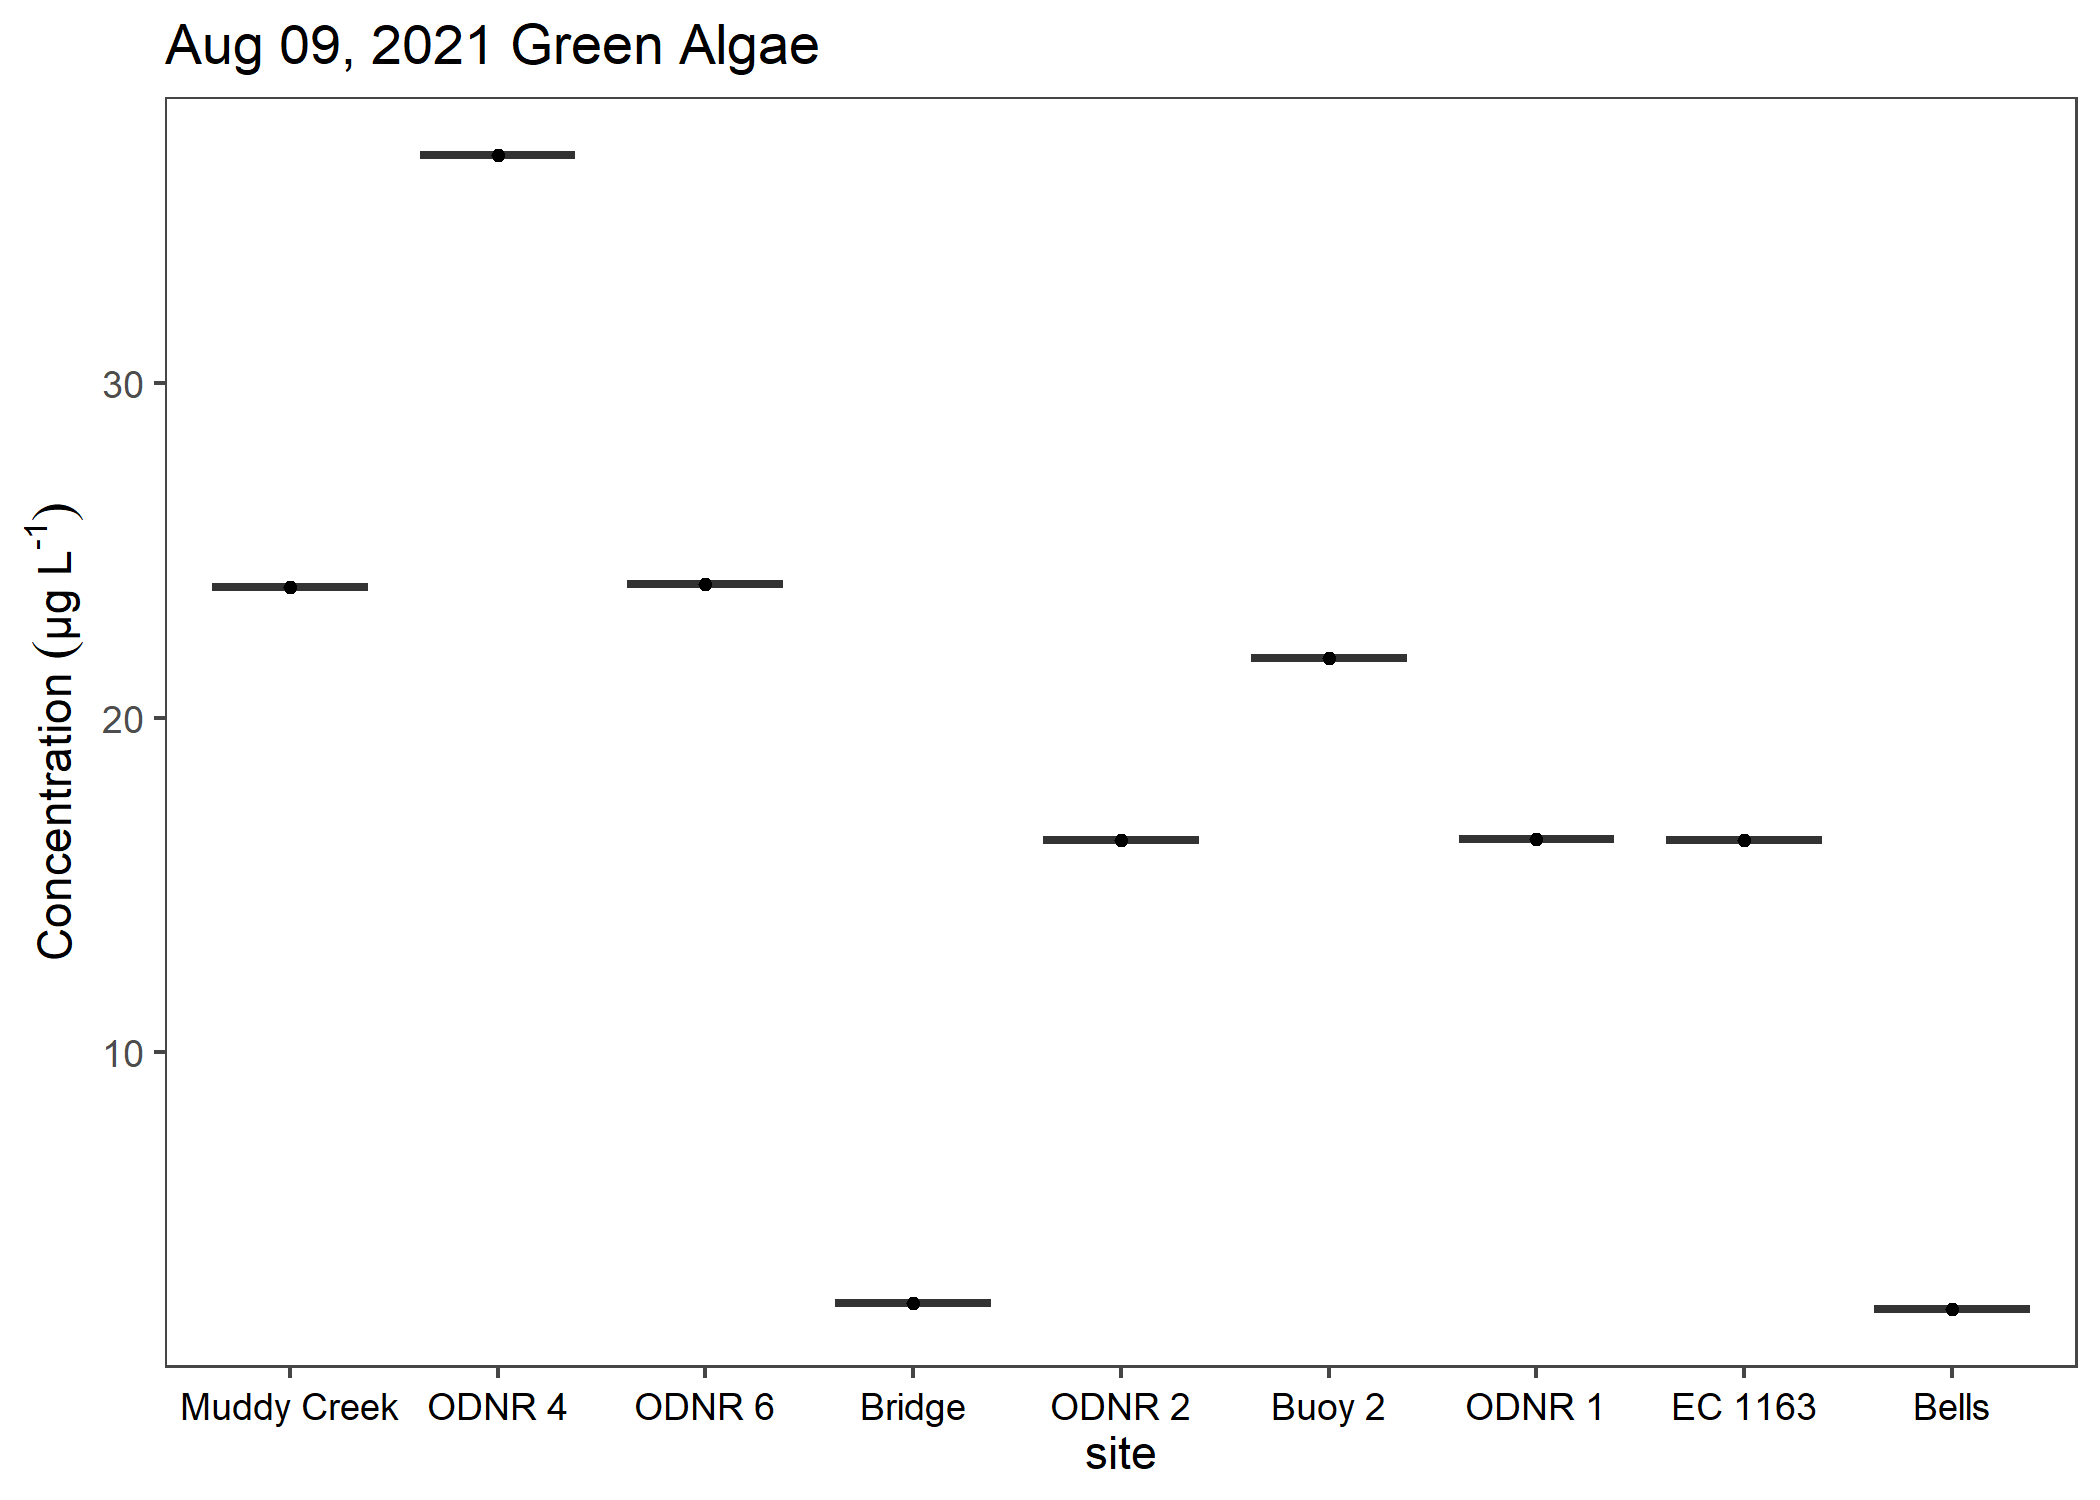 Aug 09, 2021 Green Algae
Concentration (µg L⁻¹)
30
20
10
Muddy Creek ODNR 4 ODNR 6 Bridge ODNR 2 Buoy 2 ODNR 1 EC 1163 Bells
site